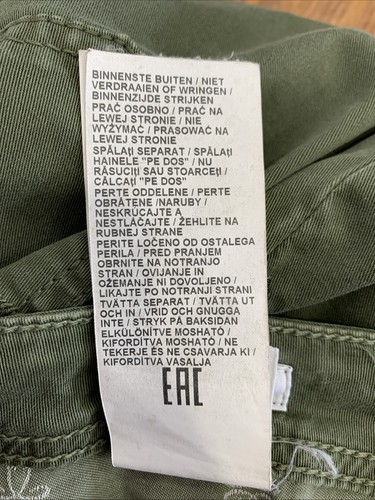 BINNENSTE BUITEN / NIET
VERDRAAIEN OF WRINGEN /
BINNENZIJDE STRIJKEN
PRAĆ OSOBNO / PRAĆ NA
LEWEJ STRONIE / NIE
WYŻYMAĆ / PRASOWAĆ NA
LEWEJ STRONIE
SPĂLAȚI SEPARAT / SPĂLAȚI
HAINELE "PE DOS" / NU
RĂSUCIȚI SAU STOARCEȚI /
CĂLCAȚI "PE DOS"
PERTE ODDELENE / PERTE
OBRÁTENE /NARUBY /
NESKRÚCAJTE A
NESTLÁČAJTE / ŽEHLITE NA
RUBNEJ STRANE
PERITE LOČENO OD OSTALEGA
PERILA / PRED PRANJEM
OBRNITE NA NOTRANJO
STRAN / OVIJANJE IN
OŽEMANJE NI DOVOLJENO /
LIKAJTE PO NOTRANJI STRANI
TVÄTTA SEPARAT / TVÄTTA UT
OCH IN / VRID OCH GNUGGA
INTE / STRYK PÅ BAKSIDAN
ELKÜLÖNÍTVE MOSHATÓ /
KIFORDÍTVA MOSHATÓ / NE
TEKERJE ÉS NE CSAVARJA KI /
KIFORDÍTVA VASALJA
EAC